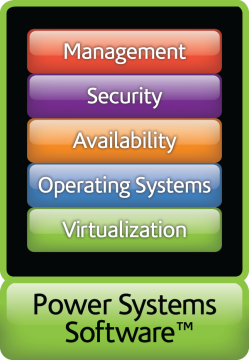 Management
Security
Availability
Operating Systems
Virtualization
Power Systems
Software™